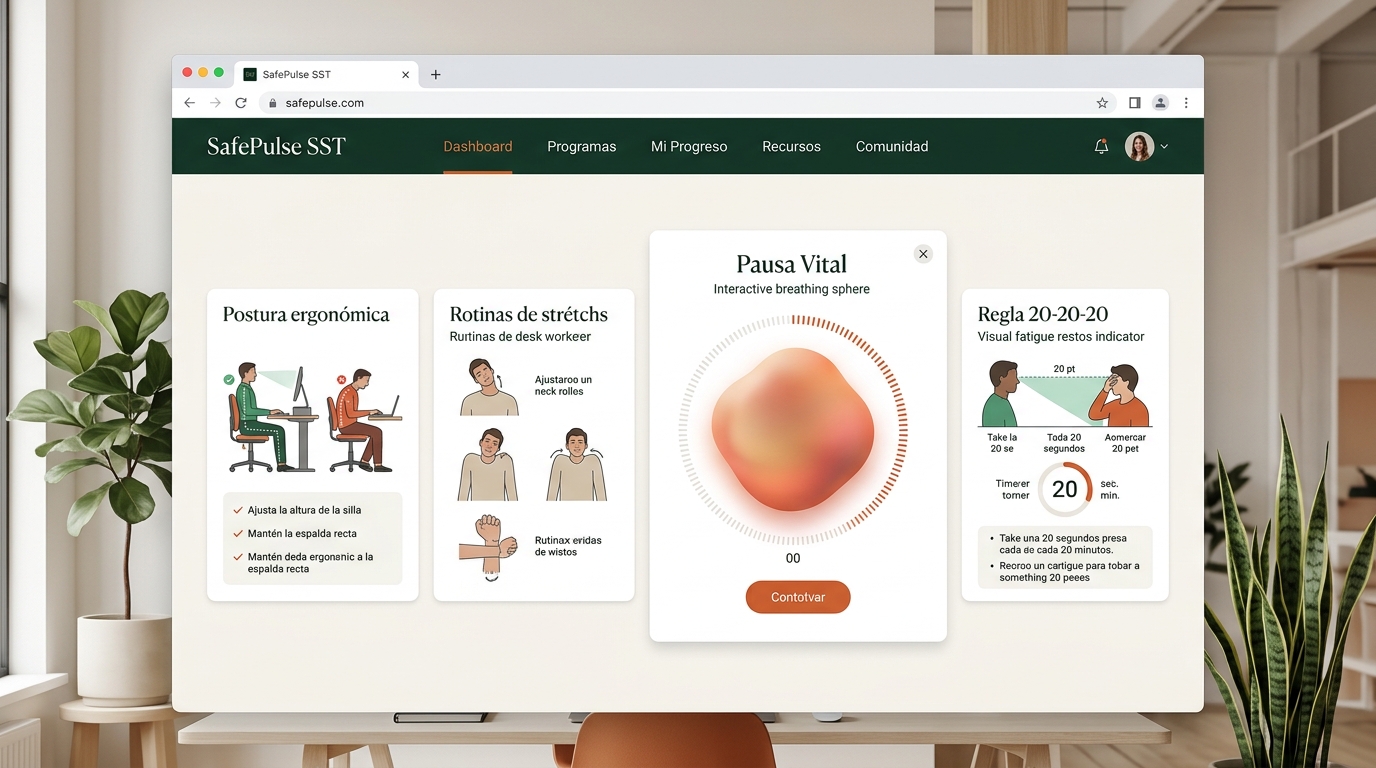 SafePulse SST
safepulse.com
SafePulse SST
Dashboard
Programas
Mi Progreso
Recursos
Comunidad
Postura ergonómica
Ajusta la altura de la silla
Mantén la espalda recta
Mantén deda ergonanic a la
espalda recta
Rotinas de stréchs
Rutinas de desk workeer
Ajustaroo un
neck rolles
Rutinax eridas
de wistos
Pausa Vital
Interactive breathing sphere
00
Contotvar
Regla 20-20-20
Visual fatigue restos indicator
20 pt
Take la
20 se
Toda 20
segundos
Aomercar
20 pet
Timerer
tomer
20
sec.
min.
Take una 20 segundos presa
cada de cada 20 minutos.
Recroo un cartigue para tobar a
something 20 peees